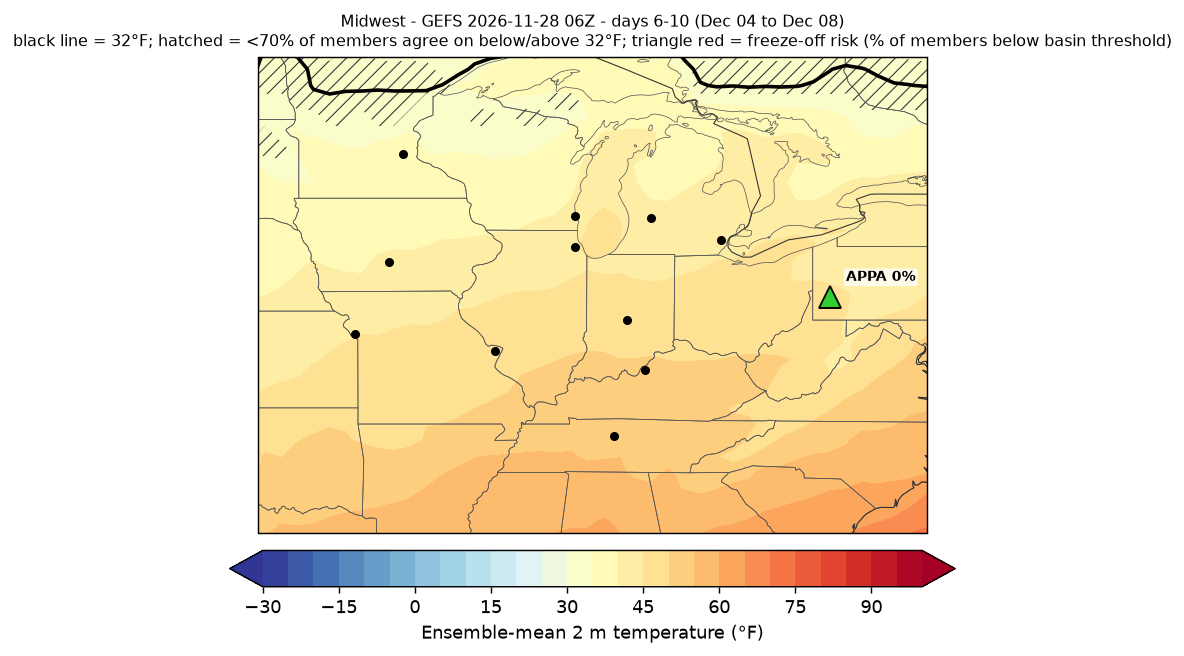 Midwest - GEFS 2026-11-28 06Z - days 6-10 (Dec 04 to Dec 08)
black line = 32°F; hatched = <70% of members agree on below/above 32°F; triangle red = freeze-off risk (% of members below basin threshold)
APPA 0%
−30 −15 0 15 30 45 60 75 90
Ensemble-mean 2 m temperature (°F)